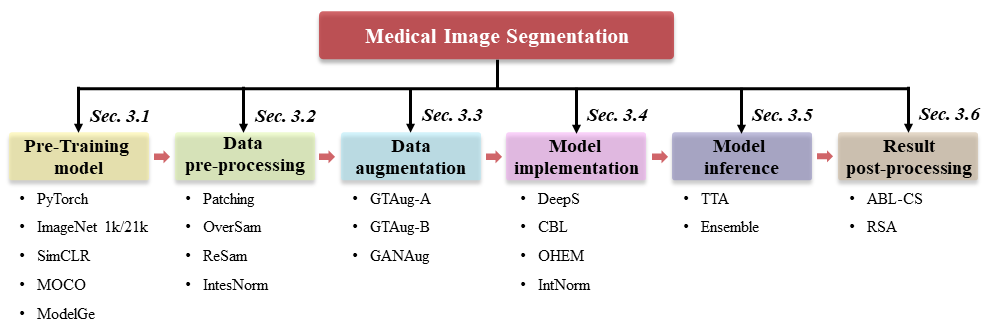 Medical Image Segmentation
Sec. 3.1
Sec. 3.2
Sec. 3.3
Sec. 3.4
Sec. 3.5
Sec. 3.6
Pre-Training
model
Data
pre-processing
Data
augmentation
Model
implementation
Model
inference
Result
post-processing
• PyTorch
• ImageNet 1k/21k
• SimCLR
• MOCO
• ModelGe
• Patching
• OverSam
• ReSam
• IntesNorm
• GTAug-A
• GTAug-B
• GANAug
• DeepS
• CBL
• OHEM
• IntNorm
• TTA
• Ensemble
• ABL-CS
• RSA